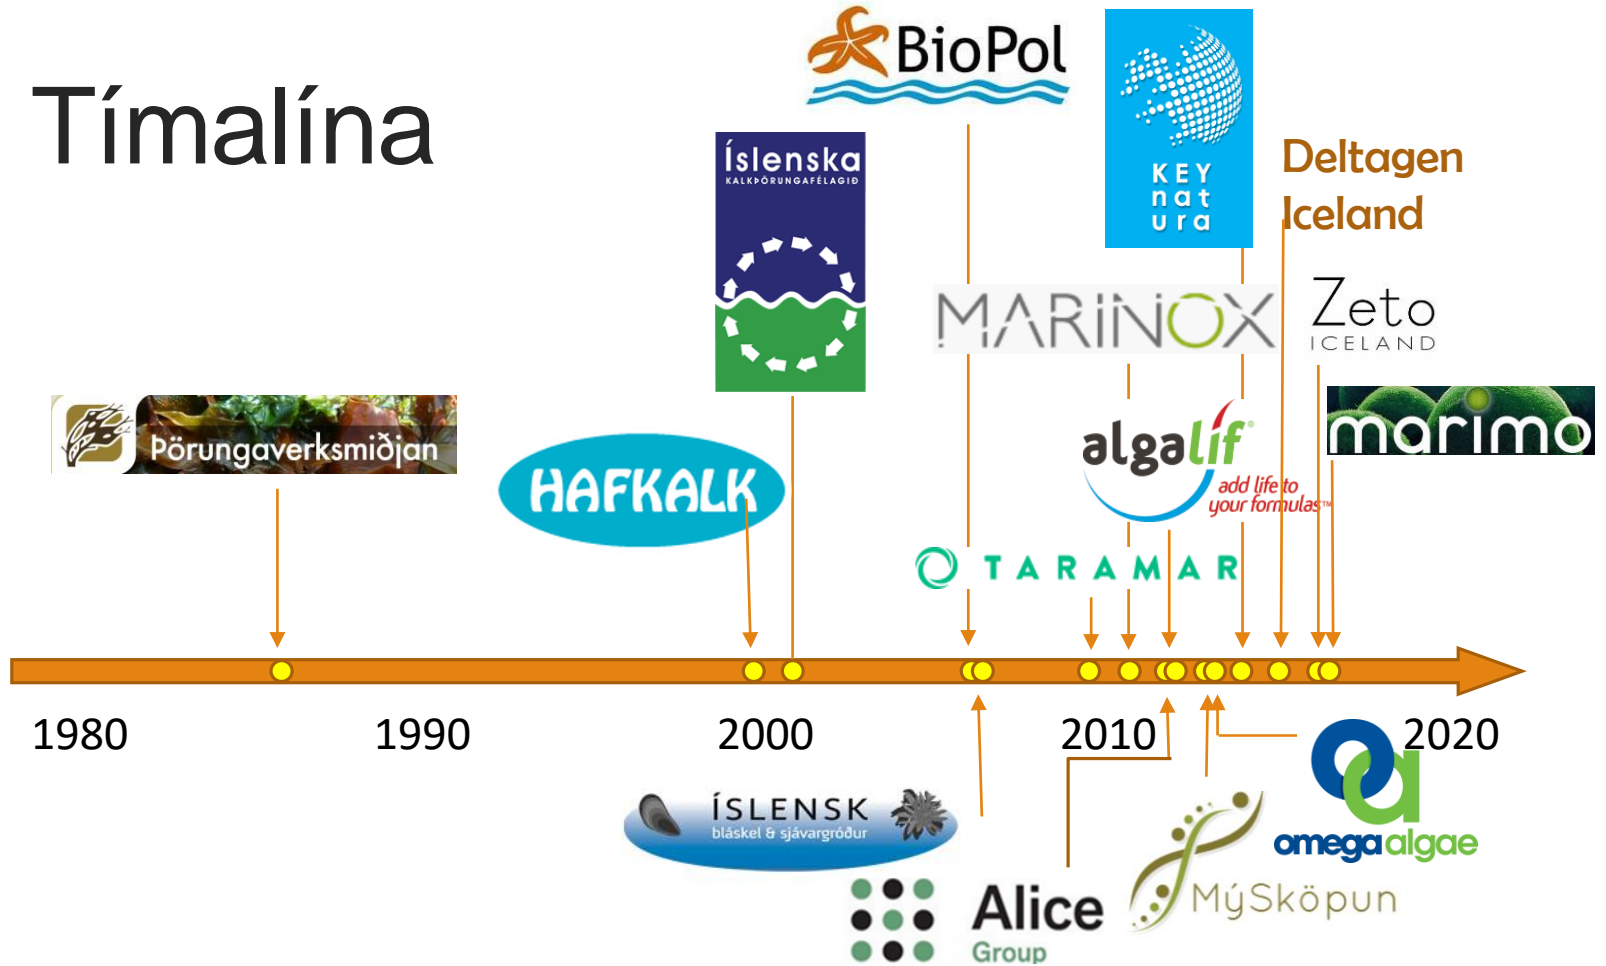 Tímalína
BioPol
KEY
nat
ura
Deltagen
Iceland
Íslenska
KALKÞÖRUNGAFÉLAGIÐ
MARINOX
Zeto
ICELAND
Þörungaverksmiðjan
HAFKALK
algalíf®
add life to
your formulas™
marimo
TARAMAR
1980
1990
2000
2010
2020
ÍSLENSK
bláskel & sjávargróður
omega algae
Alice
Group
MýSköpun